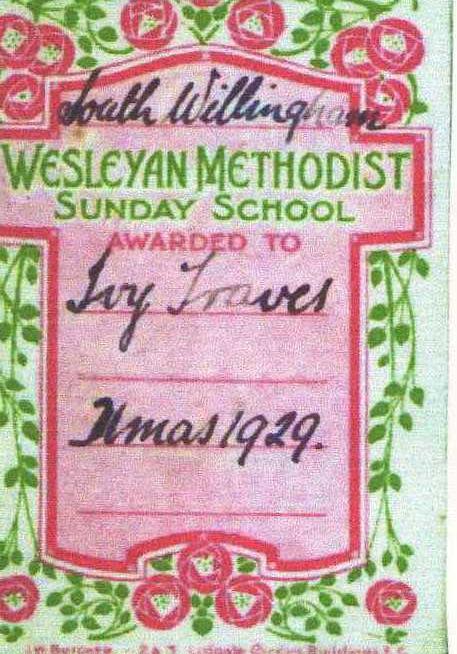 South Willingham
WESLEYAN METHODIST
SUNDAY SCHOOL
AWARDED TO
Ivy Traves
Xmas 1929.